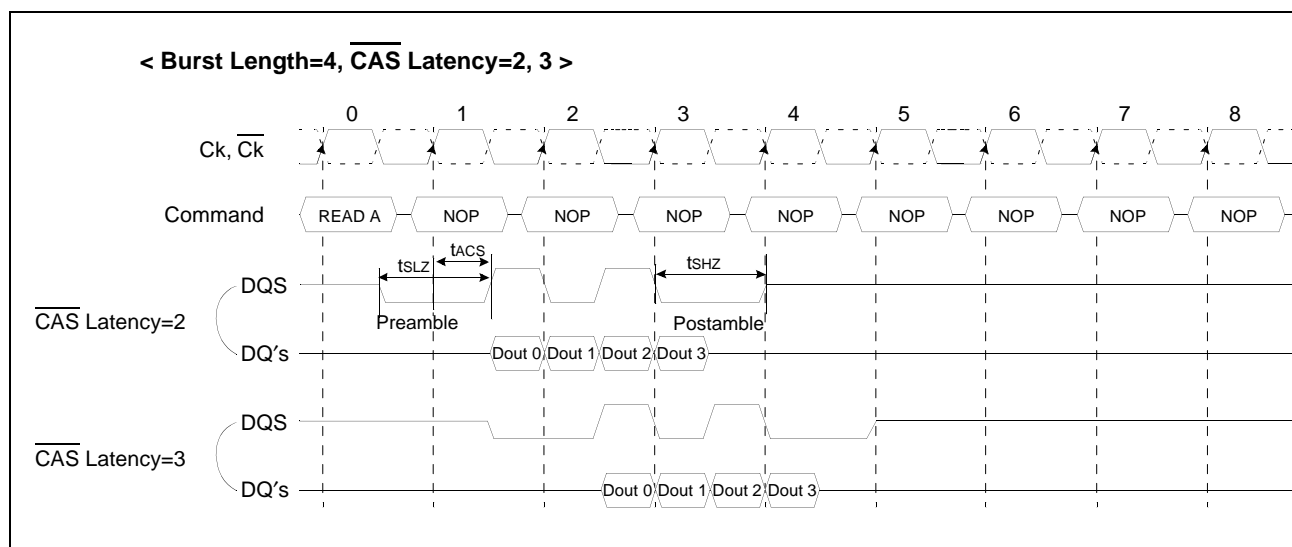 < Burst Length=4, CAS Latency=2, 3 >
0 1 2 3 4 5 6 7 8
Ck, Ck
Command READ A NOP NOP NOP NOP NOP NOP NOP NOP
tSLZ tACS tSHZ
DQS
CAS Latency=2
Preamble Postamble
DQ's Dout 0 Dout 1 Dout 2 Dout 3
DQS
CAS Latency=3
DQ's Dout 0 Dout 1 Dout 2 Dout 3